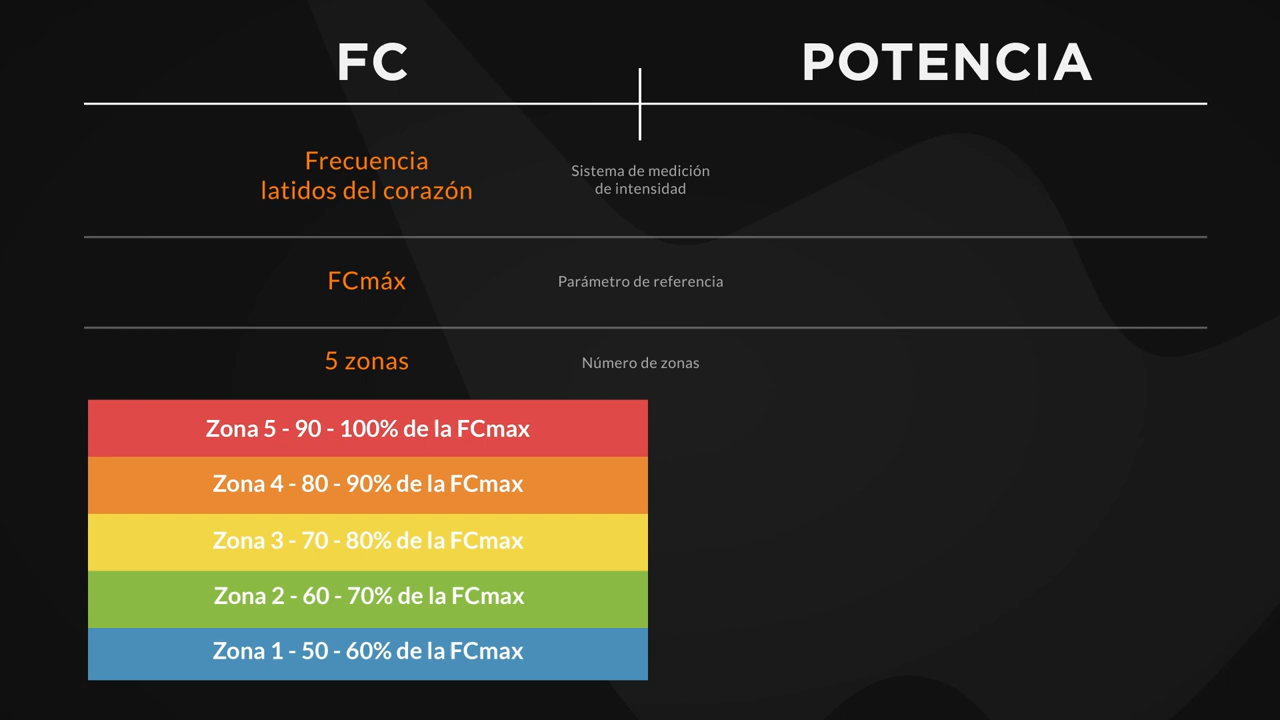 FC
POTENCIA
Frecuencia
latidos del corazón
Sistema de medición
de intensidad
FCmáx
Parámetro de referencia
5 zonas
Número de zonas
Zona 5 - 90 - 100% de la FCmax
Zona 4 - 80 - 90% de la FCmax
Zona 3 - 70 - 80% de la FCmax
Zona 2 - 60 - 70% de la FCmax
Zona 1 - 50 - 60% de la FCmax